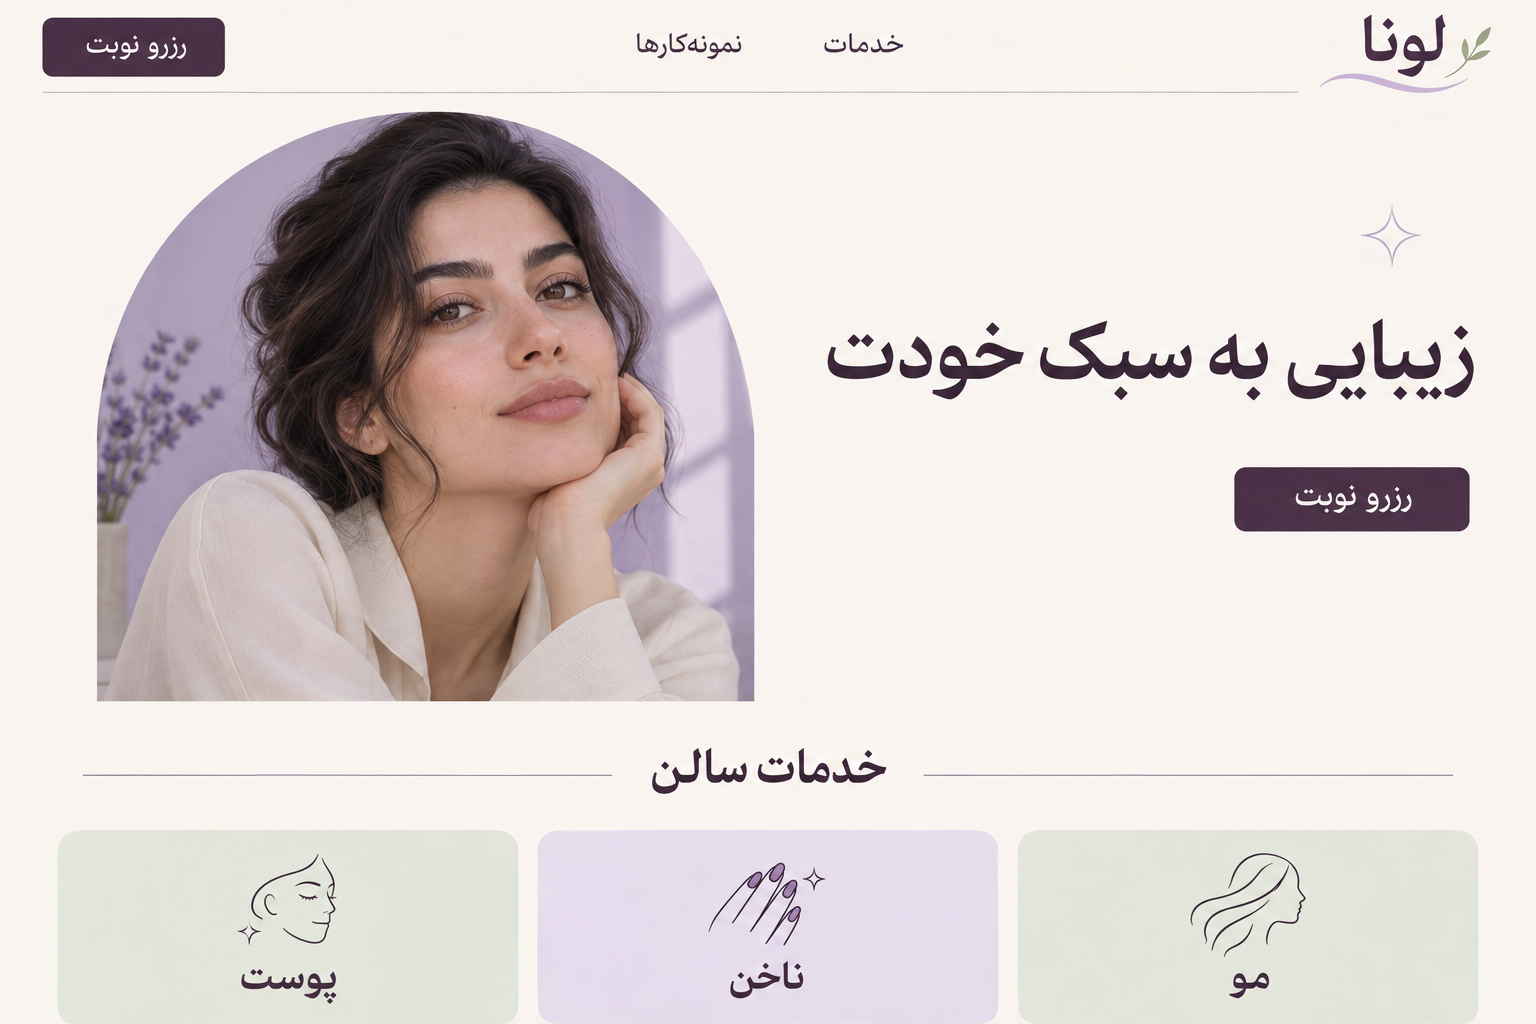 لونا
خدمات
نمونه‌کارها
رزرو نوبت
زیبایی به سبک خودت
رزرو نوبت
خدمات سالن
مو
ناخن
پوست